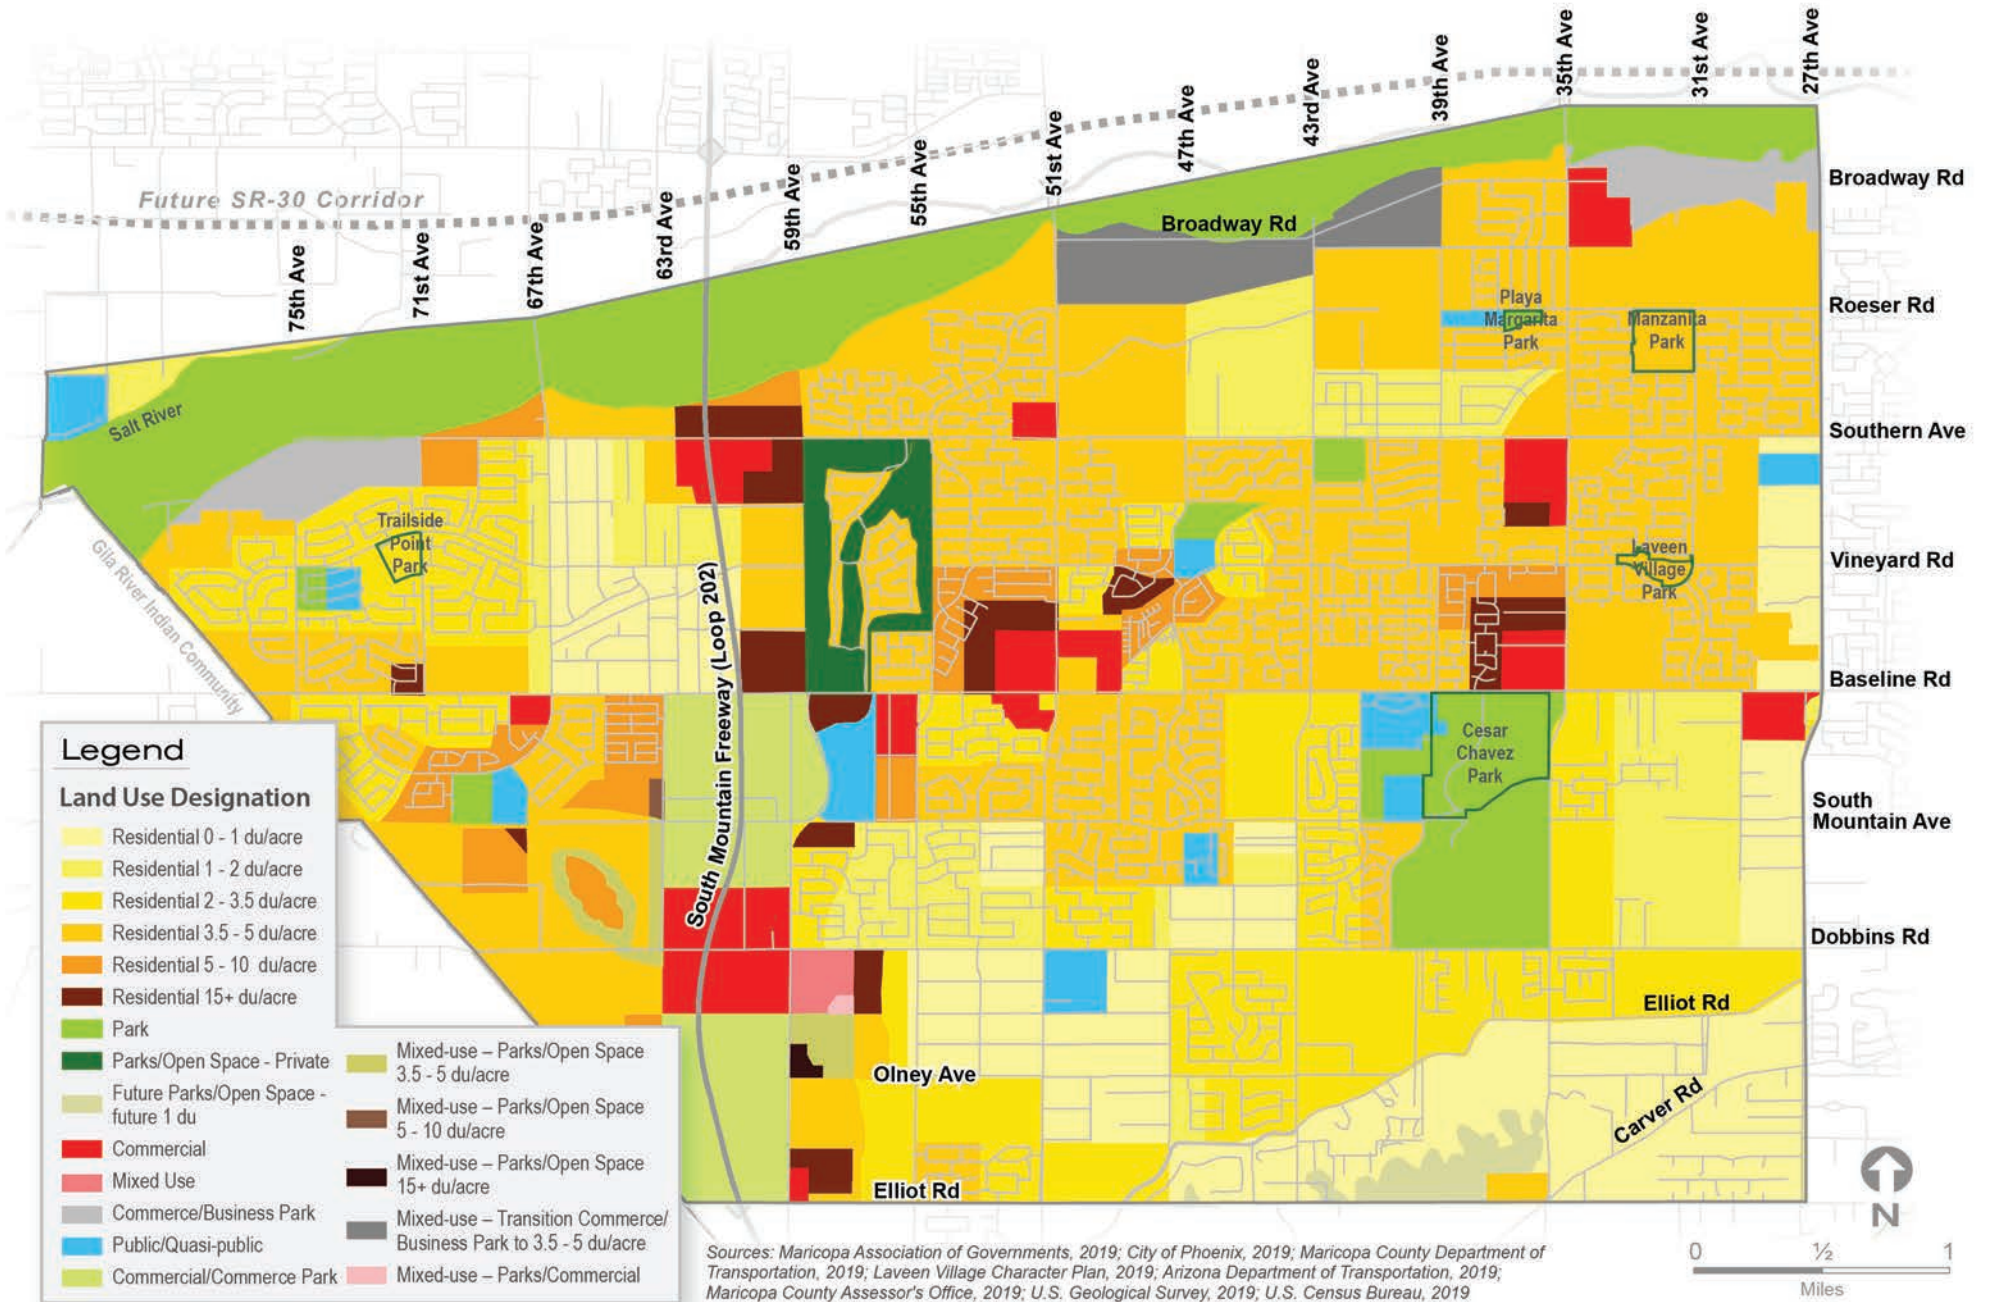 27th Ave
31st Ave
35th Ave
39th Ave
43rd Ave
47th Ave
51st Ave
55th Ave
59th Ave
63rd Ave
67th Ave
71st Ave
75th Ave
Future SR-30 Corridor
Broadway Rd
Broadway Rd
Roeser Rd
Playa
Margarita
Park
Manzanita
Park
Salt River
Southern Ave
Trailside
Point
Park
Gila River Indian Community
Vineyard Rd
Laveen
Village
Park
South Mountain Freeway (Loop 202)
Baseline Rd
Cesar
Chavez
Park
South
Mountain Ave
Dobbins Rd
Elliot Rd
Olney Ave
Carver Rd
Elliot Rd
Legend
Land Use Designation
Residential 0 - 1 du/acre
Residential 1 - 2 du/acre
Residential 2 - 3.5 du/acre
Residential 3.5 - 5 du/acre
Residential 5 - 10 du/acre
Residential 15+ du/acre
Park
Parks/Open Space - Private
Future Parks/Open Space -
future 1 du
Commercial
Mixed Use
Commerce/Business Park
Public/Quasi-public
Commercial/Commerce Park
Mixed-use – Parks/Open Space
3.5 - 5 du/acre
Mixed-use – Parks/Open Space
5 - 10 du/acre
Mixed-use – Parks/Open Space
15+ du/acre
Mixed-use – Transition Commerce/
Business Park to 3.5 - 5 du/acre
Mixed-use – Parks/Commercial
N
0 ½ 1
Miles
Sources: Maricopa Association of Governments, 2019; City of Phoenix, 2019; Maricopa County Department of
Transportation, 2019; Laveen Village Character Plan, 2019; Arizona Department of Transportation, 2019;
Maricopa County Assessor's Office, 2019; U.S. Geological Survey, 2019; U.S. Census Bureau, 2019